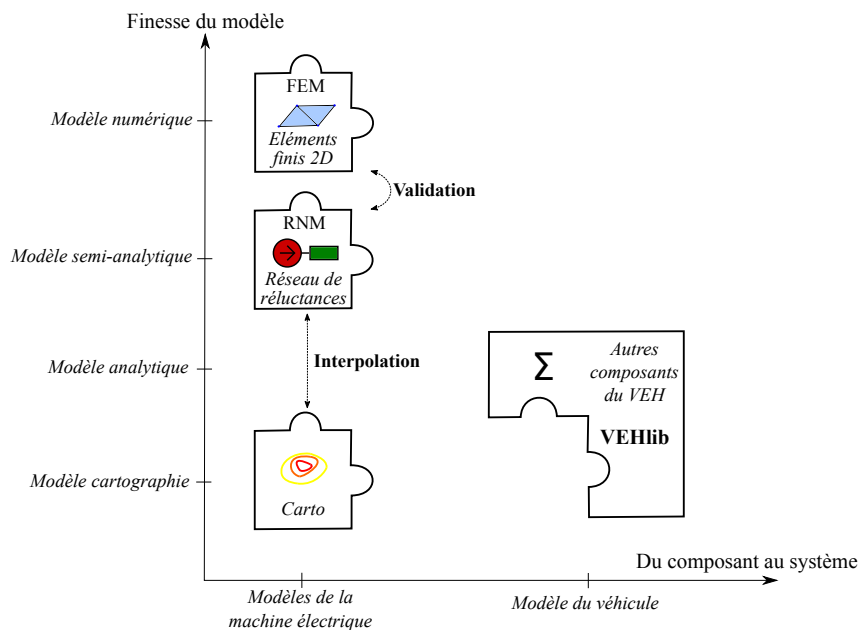 Finesse du modèle
Modèle numérique
FEM
Eléments
finis 2D
Validation
Modèle semi-analytique
RNM
Réseau de
réluctances
Modèle analytique
Interpolation
Σ
Autres
composants
du VEH
VEHlib
Modèle cartographie
Carto
Du composant au système
Modèles de la
machine électrique
Modèle du véhicule